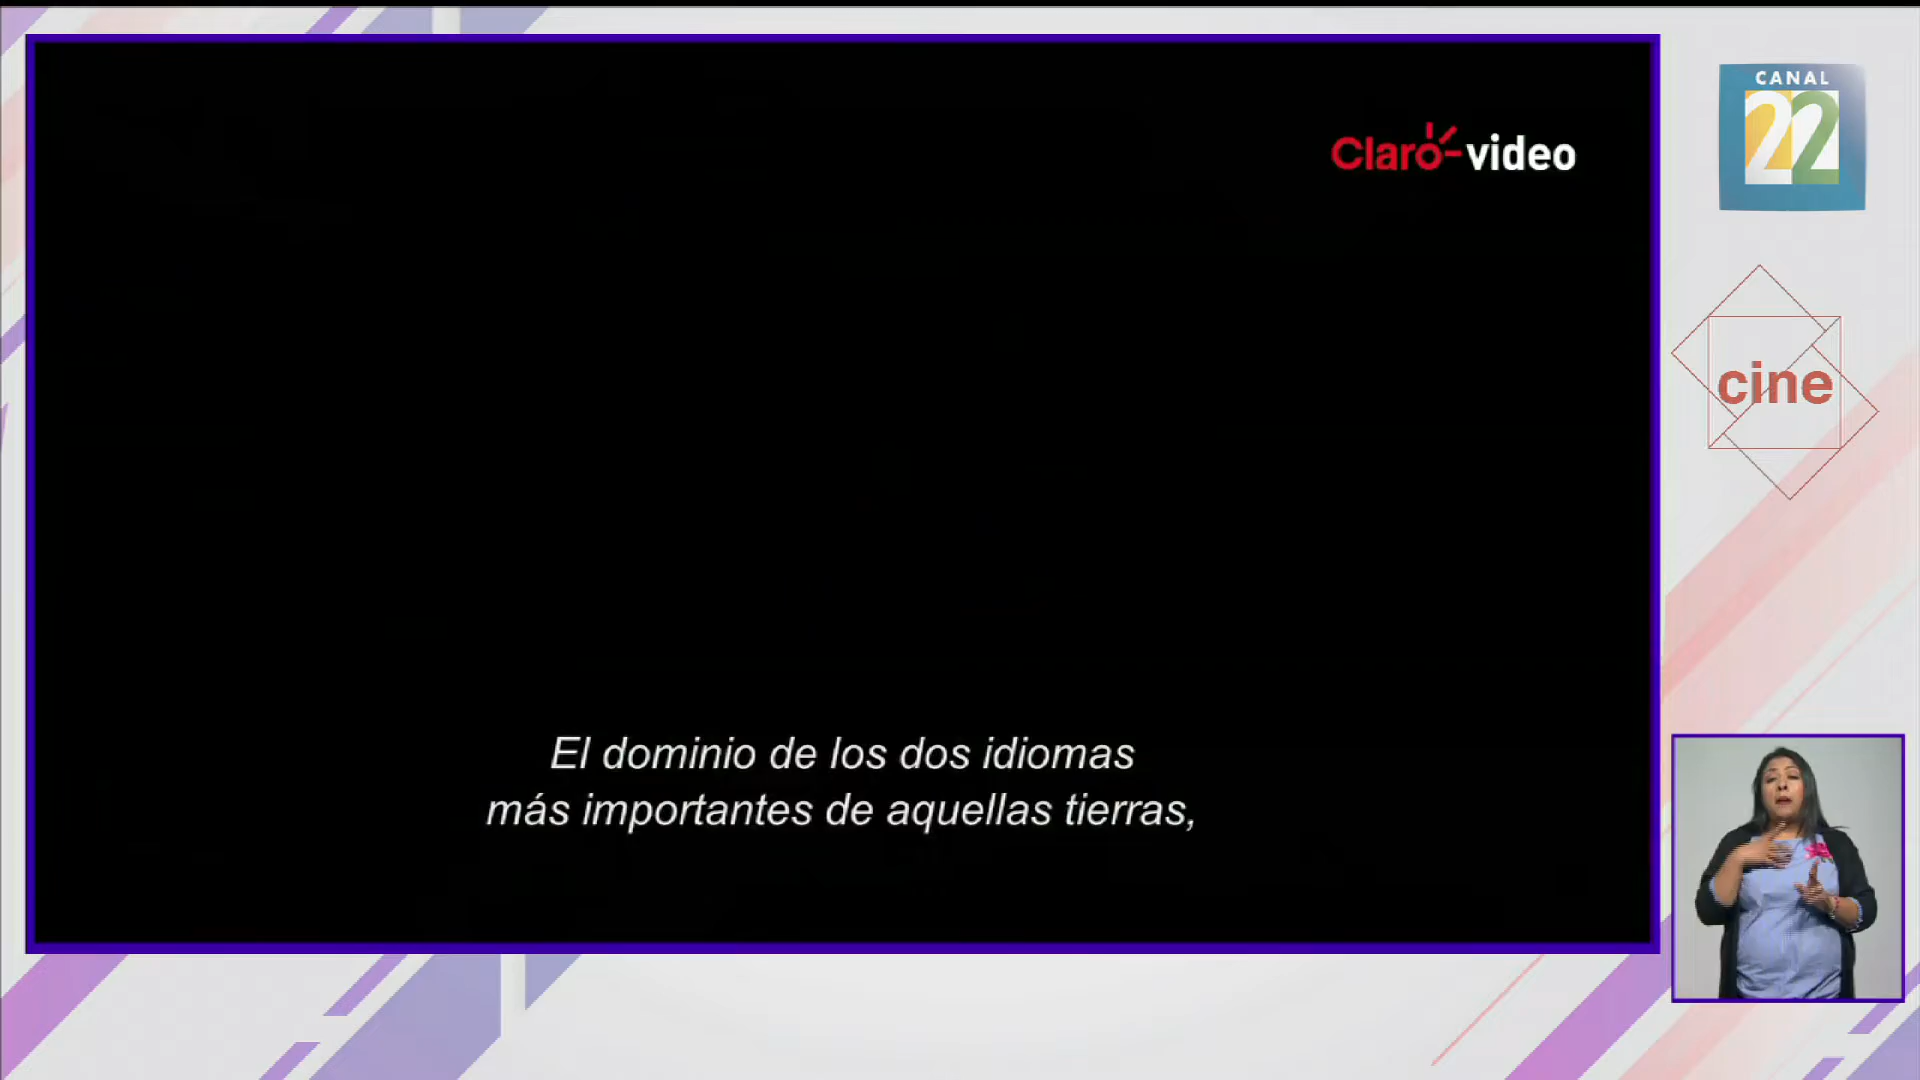 CANAL
22
Claro-video
cine
El dominio de los dos idiomas
más importantes de aquellas tierras,